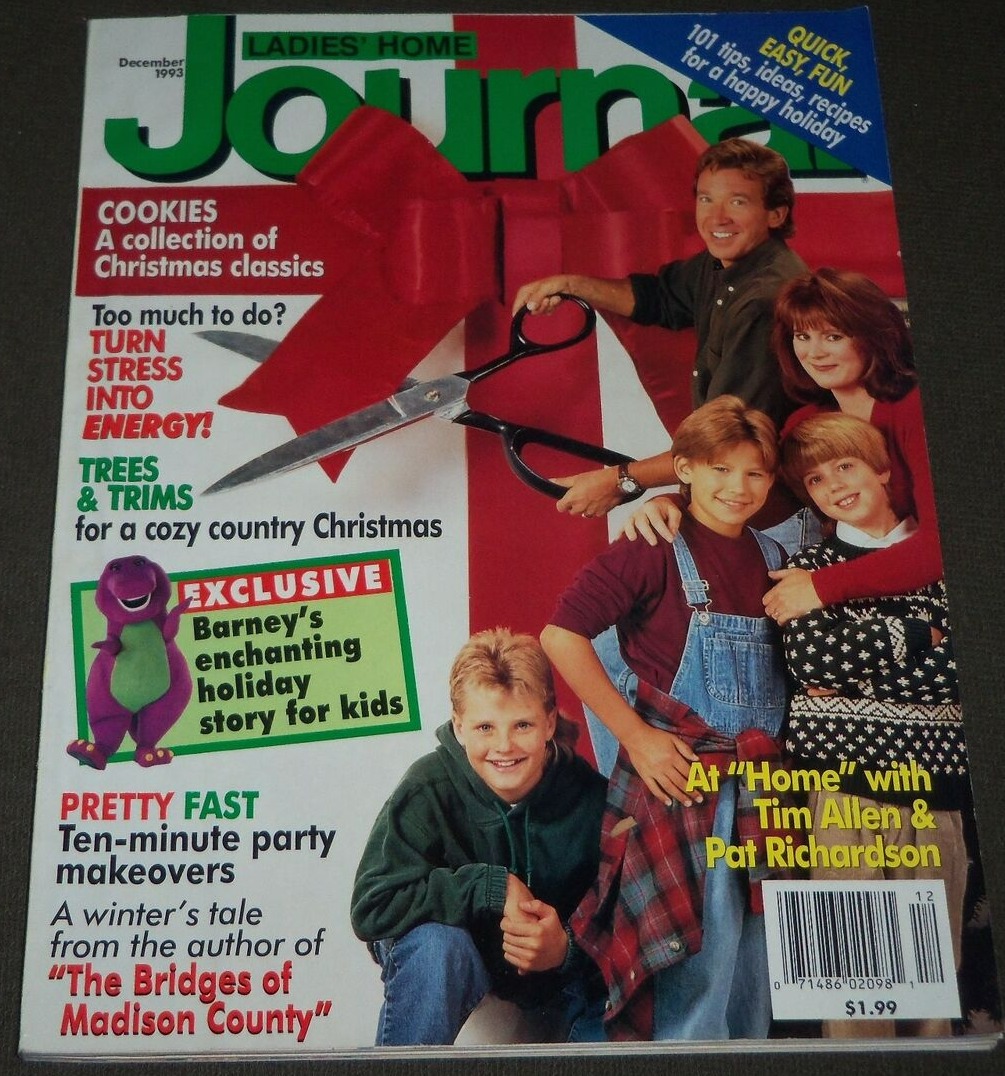 December
1993
LADIES' HOME
Journal
QUICK,
EASY, FUN
101 tips, ideas, recipes
for a happy holiday
COOKIES
A collection of
Christmas classics
Too much to do?
TURN
STRESS
INTO
ENERGY!
TREES
& TRIMS
for a cozy country Christmas
EXCLUSIVE
Barney's
enchanting
holiday
story for kids
PRETTY FAST
Ten-minute party
makeovers
A winter's tale
from the author of
"The Bridges of
Madison County"
At "Home" with
Tim Allen &
Pat Richardson
12
0 71486 02098 1
$1.99